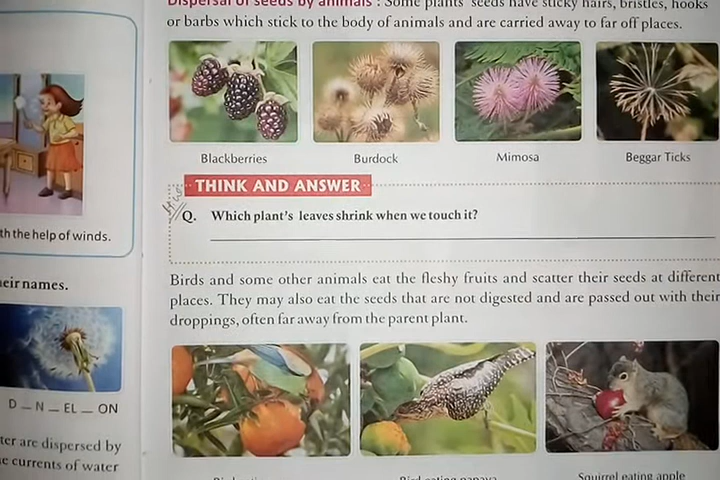 th the help of winds.
eir names.
D _ N _ EL _ ON
ter are dispersed by
e currents of water
Dispersal of seeds by animals : Some plants' seeds have sticky hairs, bristles, hooks
or barbs which stick to the body of animals and are carried away to far off places.
Blackberries Burdock Mimosa Beggar Ticks
THINK AND ANSWER
Q. Which plant's leaves shrink when we touch it?
Birds and some other animals eat the fleshy fruits and scatter their seeds at different
places. They may also eat the seeds that are not digested and are passed out with their
droppings, often far away from the parent plant.
Bird eating papaya Squirrel eating apple